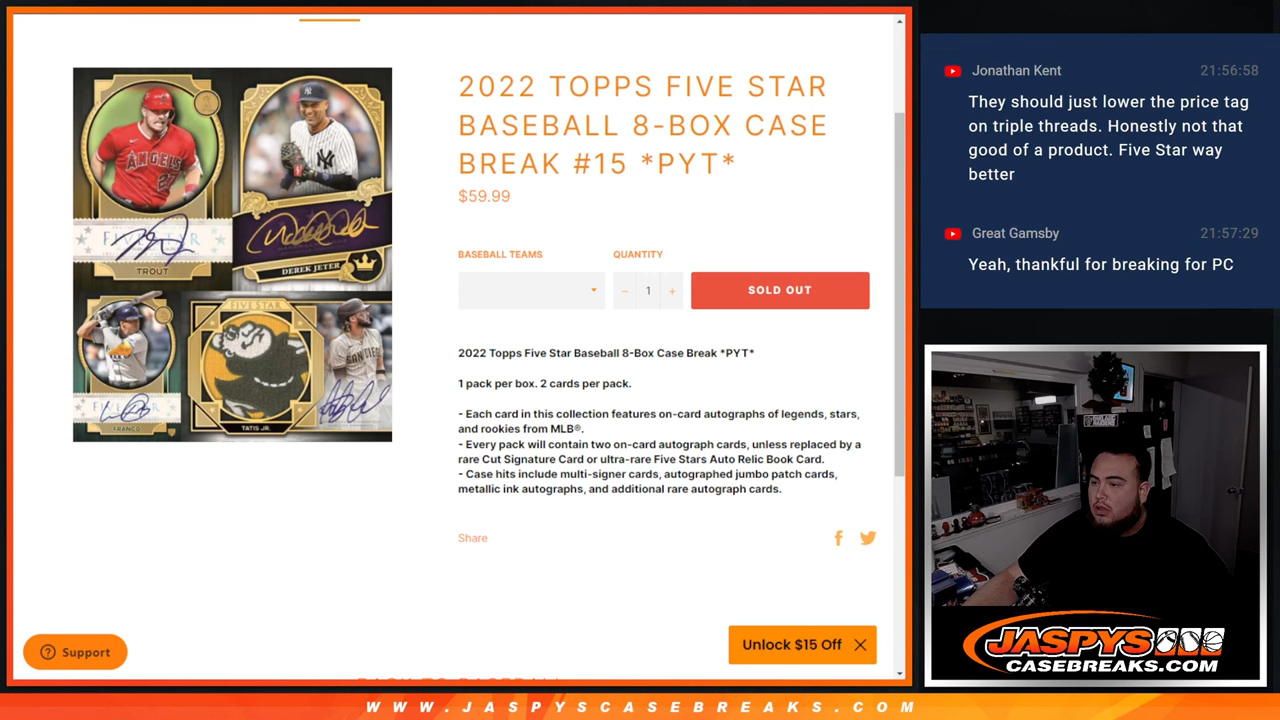 2022 TOPPS FIVE STAR
BASEBALL 8-BOX CASE
BREAK #15 *PYT*
$59.99
BASEBALL TEAMS
QUANTITY
1
SOLD OUT
2022 Topps Five Star Baseball 8-Box Case Break *PYT*
1 pack per box. 2 cards per pack.
- Each card in this collection features on-card autographs of legends, stars,
and rookies from MLB®.
- Every pack will contain two on-card autograph cards, unless replaced by a
rare Cut Signature Card or ultra-rare Five Stars Auto Relic Book Card.
- Case hits include multi-signer cards, autographed jumbo patch cards,
metallic ink autographs, and additional rare autograph cards.
Share
Unlock $15 Off
Support
ANGELS
FIVE STAR
TROUT
DEREK JETER
FIVE STAR
FRANCO
FIVE STAR
TATIS JR.
SAN DIEGO
Jonathan Kent
21:56:58
They should just lower the price tag
on triple threads. Honestly not that
good of a product. Five Star way
better
Great Gamsby
21:57:29
Yeah, thankful for breaking for PC
JASPYS
CASEBREAKS.COM
WWW.JASPYSCASEBREAKS.COM